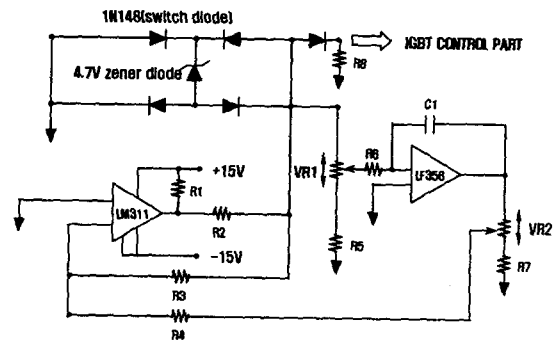 1N148(switch diode)
IGBT CONTROL PART
R8
4.7V zener diode
C1
R6
VR1
+15V
R1
LM311
LF356
R2
VR2
-15V
R5
R7
R3
R4